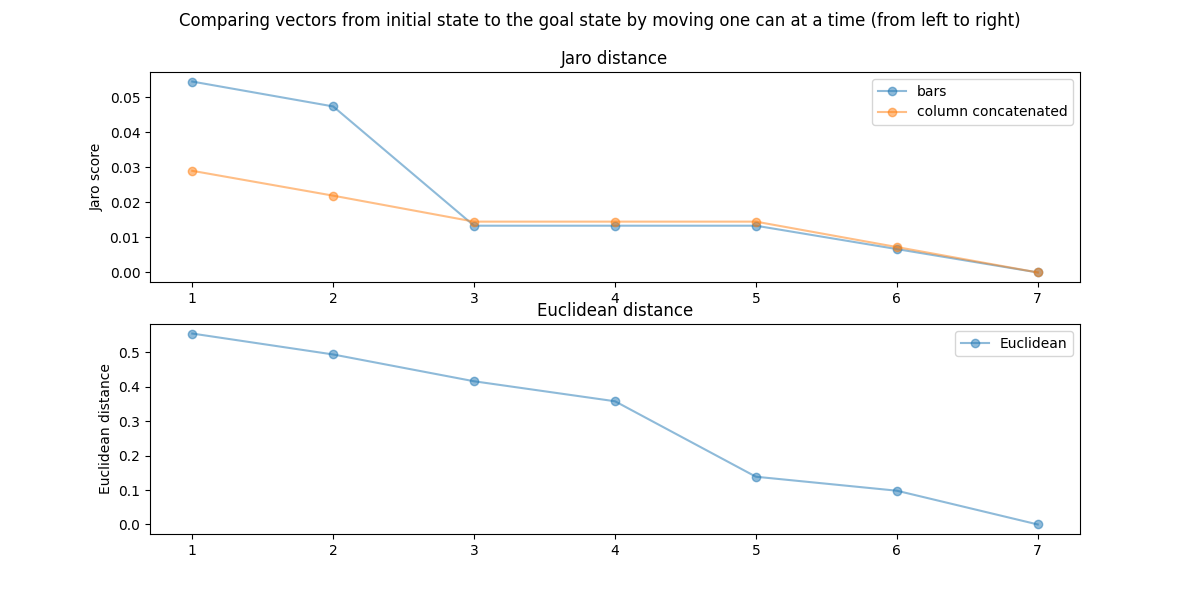 Comparing vectors from initial state to the goal state by moving one can at a time (from left to right)
Jaro distance
bars
column concatenated
Jaro score
0.05
0.04
0.03
0.02
0.01
0.00
1 2 3 4 5 6 7
Euclidean distance
Euclidean
Euclidean distance
0.5
0.4
0.3
0.2
0.1
0.0
1 2 3 4 5 6 7